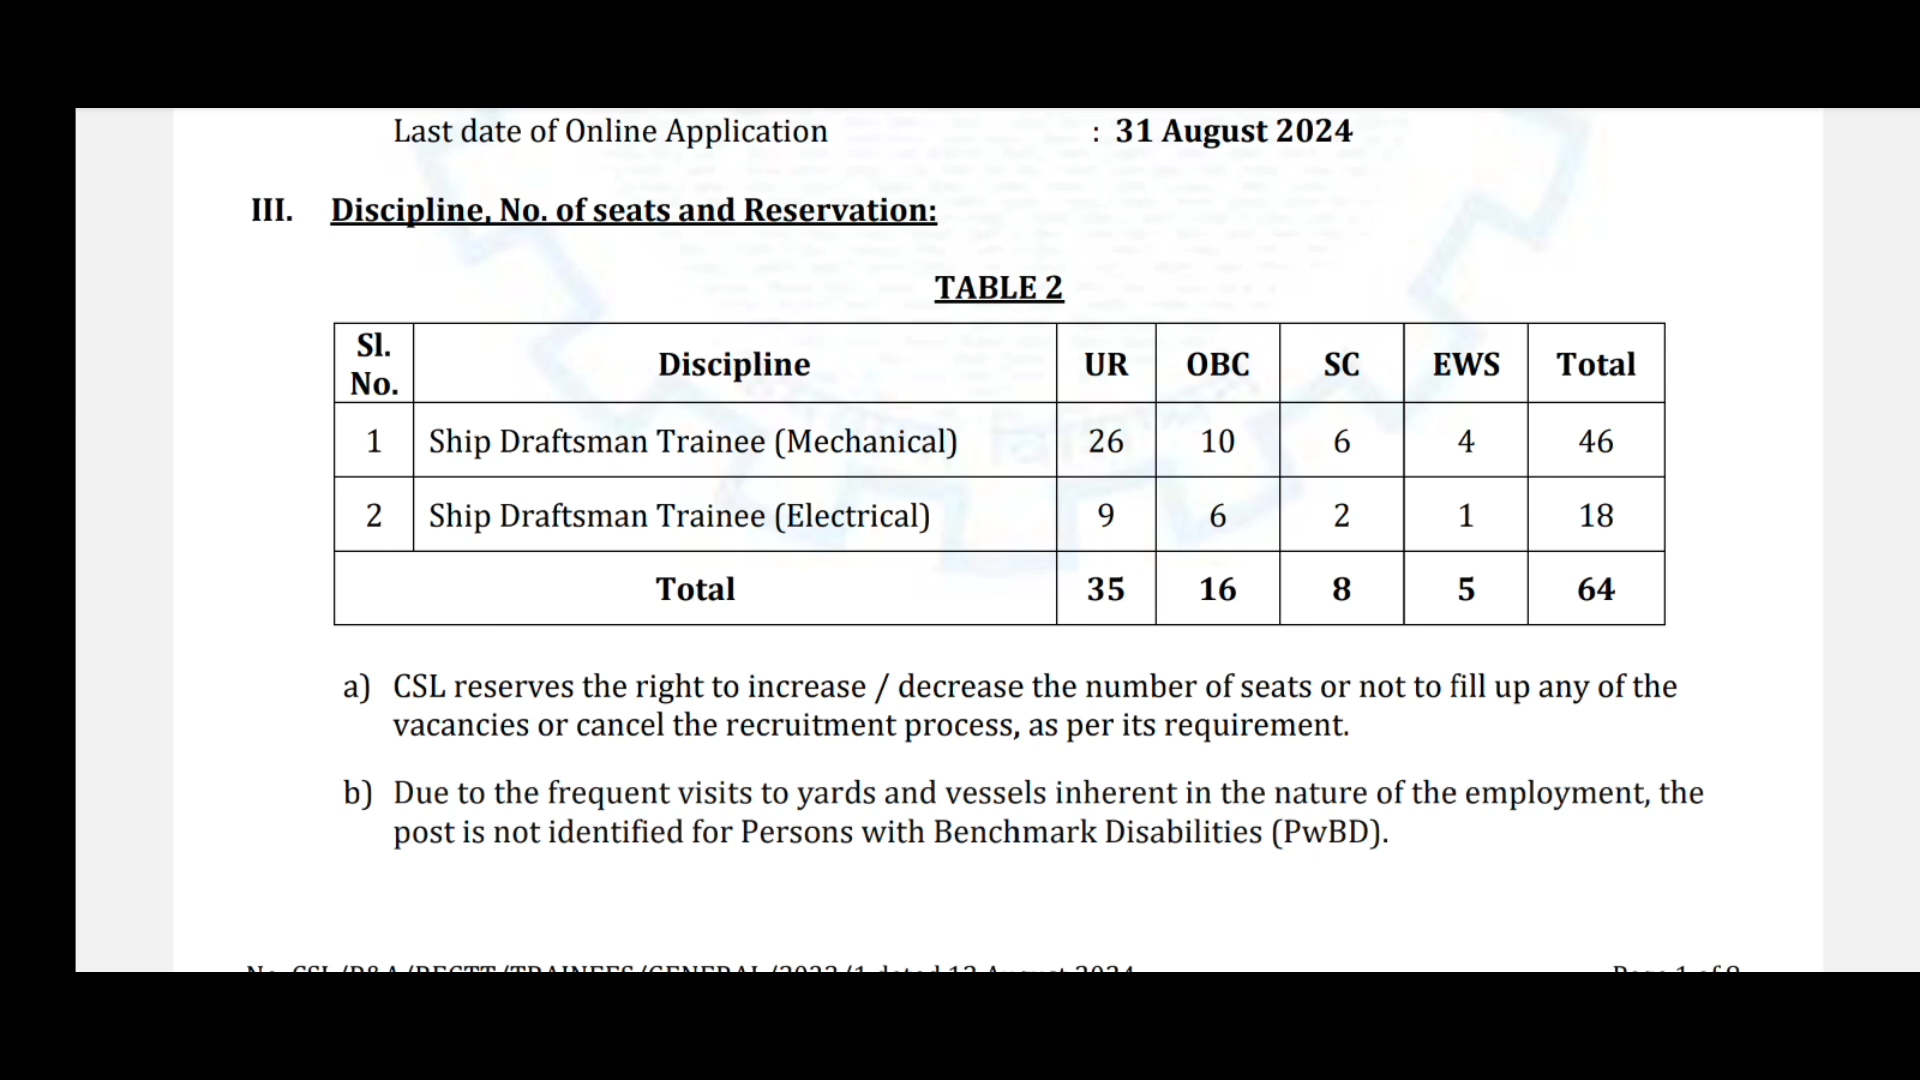 Last date of Online Application : 31 August 2024
III. Discipline, No. of seats and Reservation:
TABLE 2
Sl. No. Discipline UR OBC SC EWS Total
1 Ship Draftsman Trainee (Mechanical) 26 10 6 4 46
2 Ship Draftsman Trainee (Electrical) 9 6 2 1 18
Total 35 16 8 5 64
a) CSL reserves the right to increase / decrease the number of seats or not to fill up any of the
vacancies or cancel the recruitment process, as per its requirement.
b) Due to the frequent visits to yards and vessels inherent in the nature of the employment, the
post is not identified for Persons with Benchmark Disabilities (PwBD).